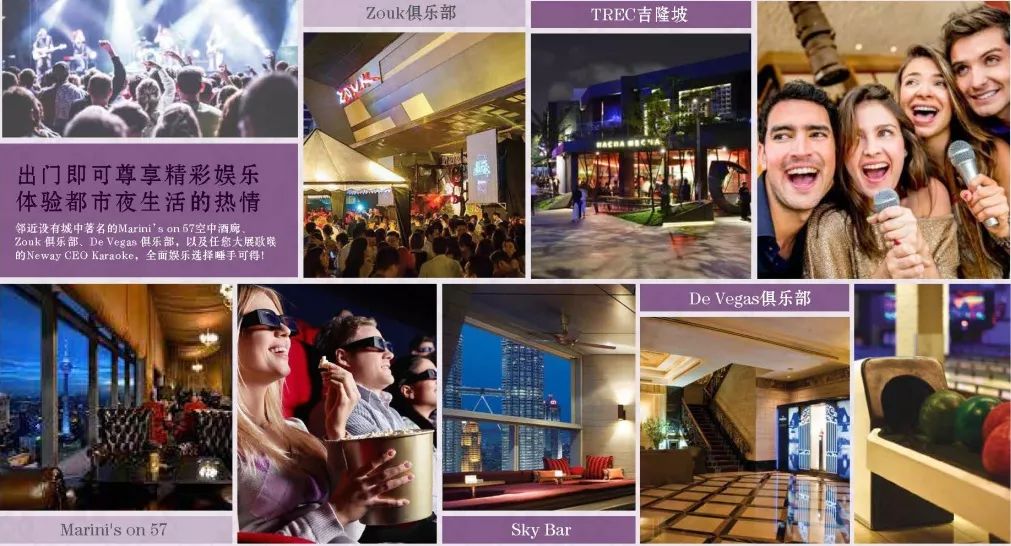 Zouk俱乐部
TREC吉隆坡
ZOUK
出门即可尊享精彩娱乐
体验都市夜生活的热情
邻近设有城中著名的Marini's on 57空中酒廊、
Zouk 俱乐部、De Vegas 俱乐部，以及任您大展歌喉
的Neway CEO Karaoke，全面娱乐选择唾手可得!
De Vegas俱乐部
Marini's on 57
Sky Bar